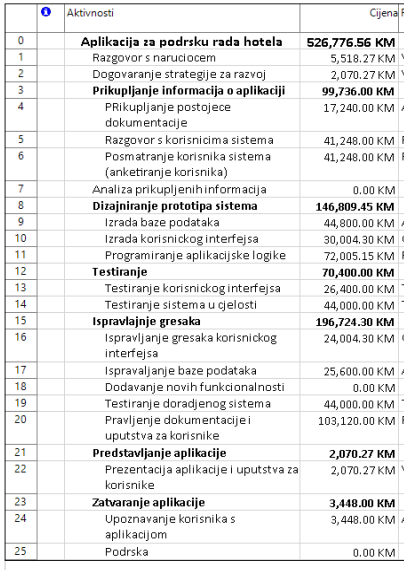 Aktivnosti Cijena
0 Aplikacija za podrsku rada hotela 526,776.56 KM
1 Razgovor s naruciocem 5,518.27 KM
2 Dogovaranje strategije za razvoj 2,070.27 KM
3 Prikupljanje informacija o aplikaciji 99,736.00 KM
4 PRikupljanje postojece 17,240.00 KM
dokumentacije
5 Razgovor s korisnicima sistema 41,248.00 KM
6 Posmatranje korisnika sistema 41,248.00 KM
(anketiranje korisnika)
7 Analiza prikupljenih informacija 0.00 KM
8 Dizajniranje prototipa sistema 146,809.45 KM
9 Izrada baze podataka 44,800.00 KM
10 Izrada korisnickog interfejsa 30,004.30 KM
11 Programiranje aplikacijske logike 72,005.15 KM
12 Testiranje 70,400.00 KM
13 Testiranje korisnickog interfejsa 26,400.00 KM
14 Testiranje sistema u cjelosti 44,000.00 KM
15 Ispravlajnje gresaka 196,724.30 KM
16 Ispravljanje gresaka korisnickog 24,004.30 KM
interfejsa
17 Ispravaljanje baze podataka 25,600.00 KM
18 Dodavanje novih funkcionalnosti 0.00 KM
19 Testiranje doradjenog sistema 44,000.00 KM
20 Pravljenje dokumentacije i 103,120.00 KM
uputstva za korisnike
21 Predstavljanje aplikacije 2,070.27 KM
22 Prezentacija aplikacije i uputstva za 2,070.27 KM
korisnike
23 Zatvaranje aplikacije 3,448.00 KM
24 Upoznavanje korisnika s 3,448.00 KM
aplikacijom
25 Podrska 0.00 KM